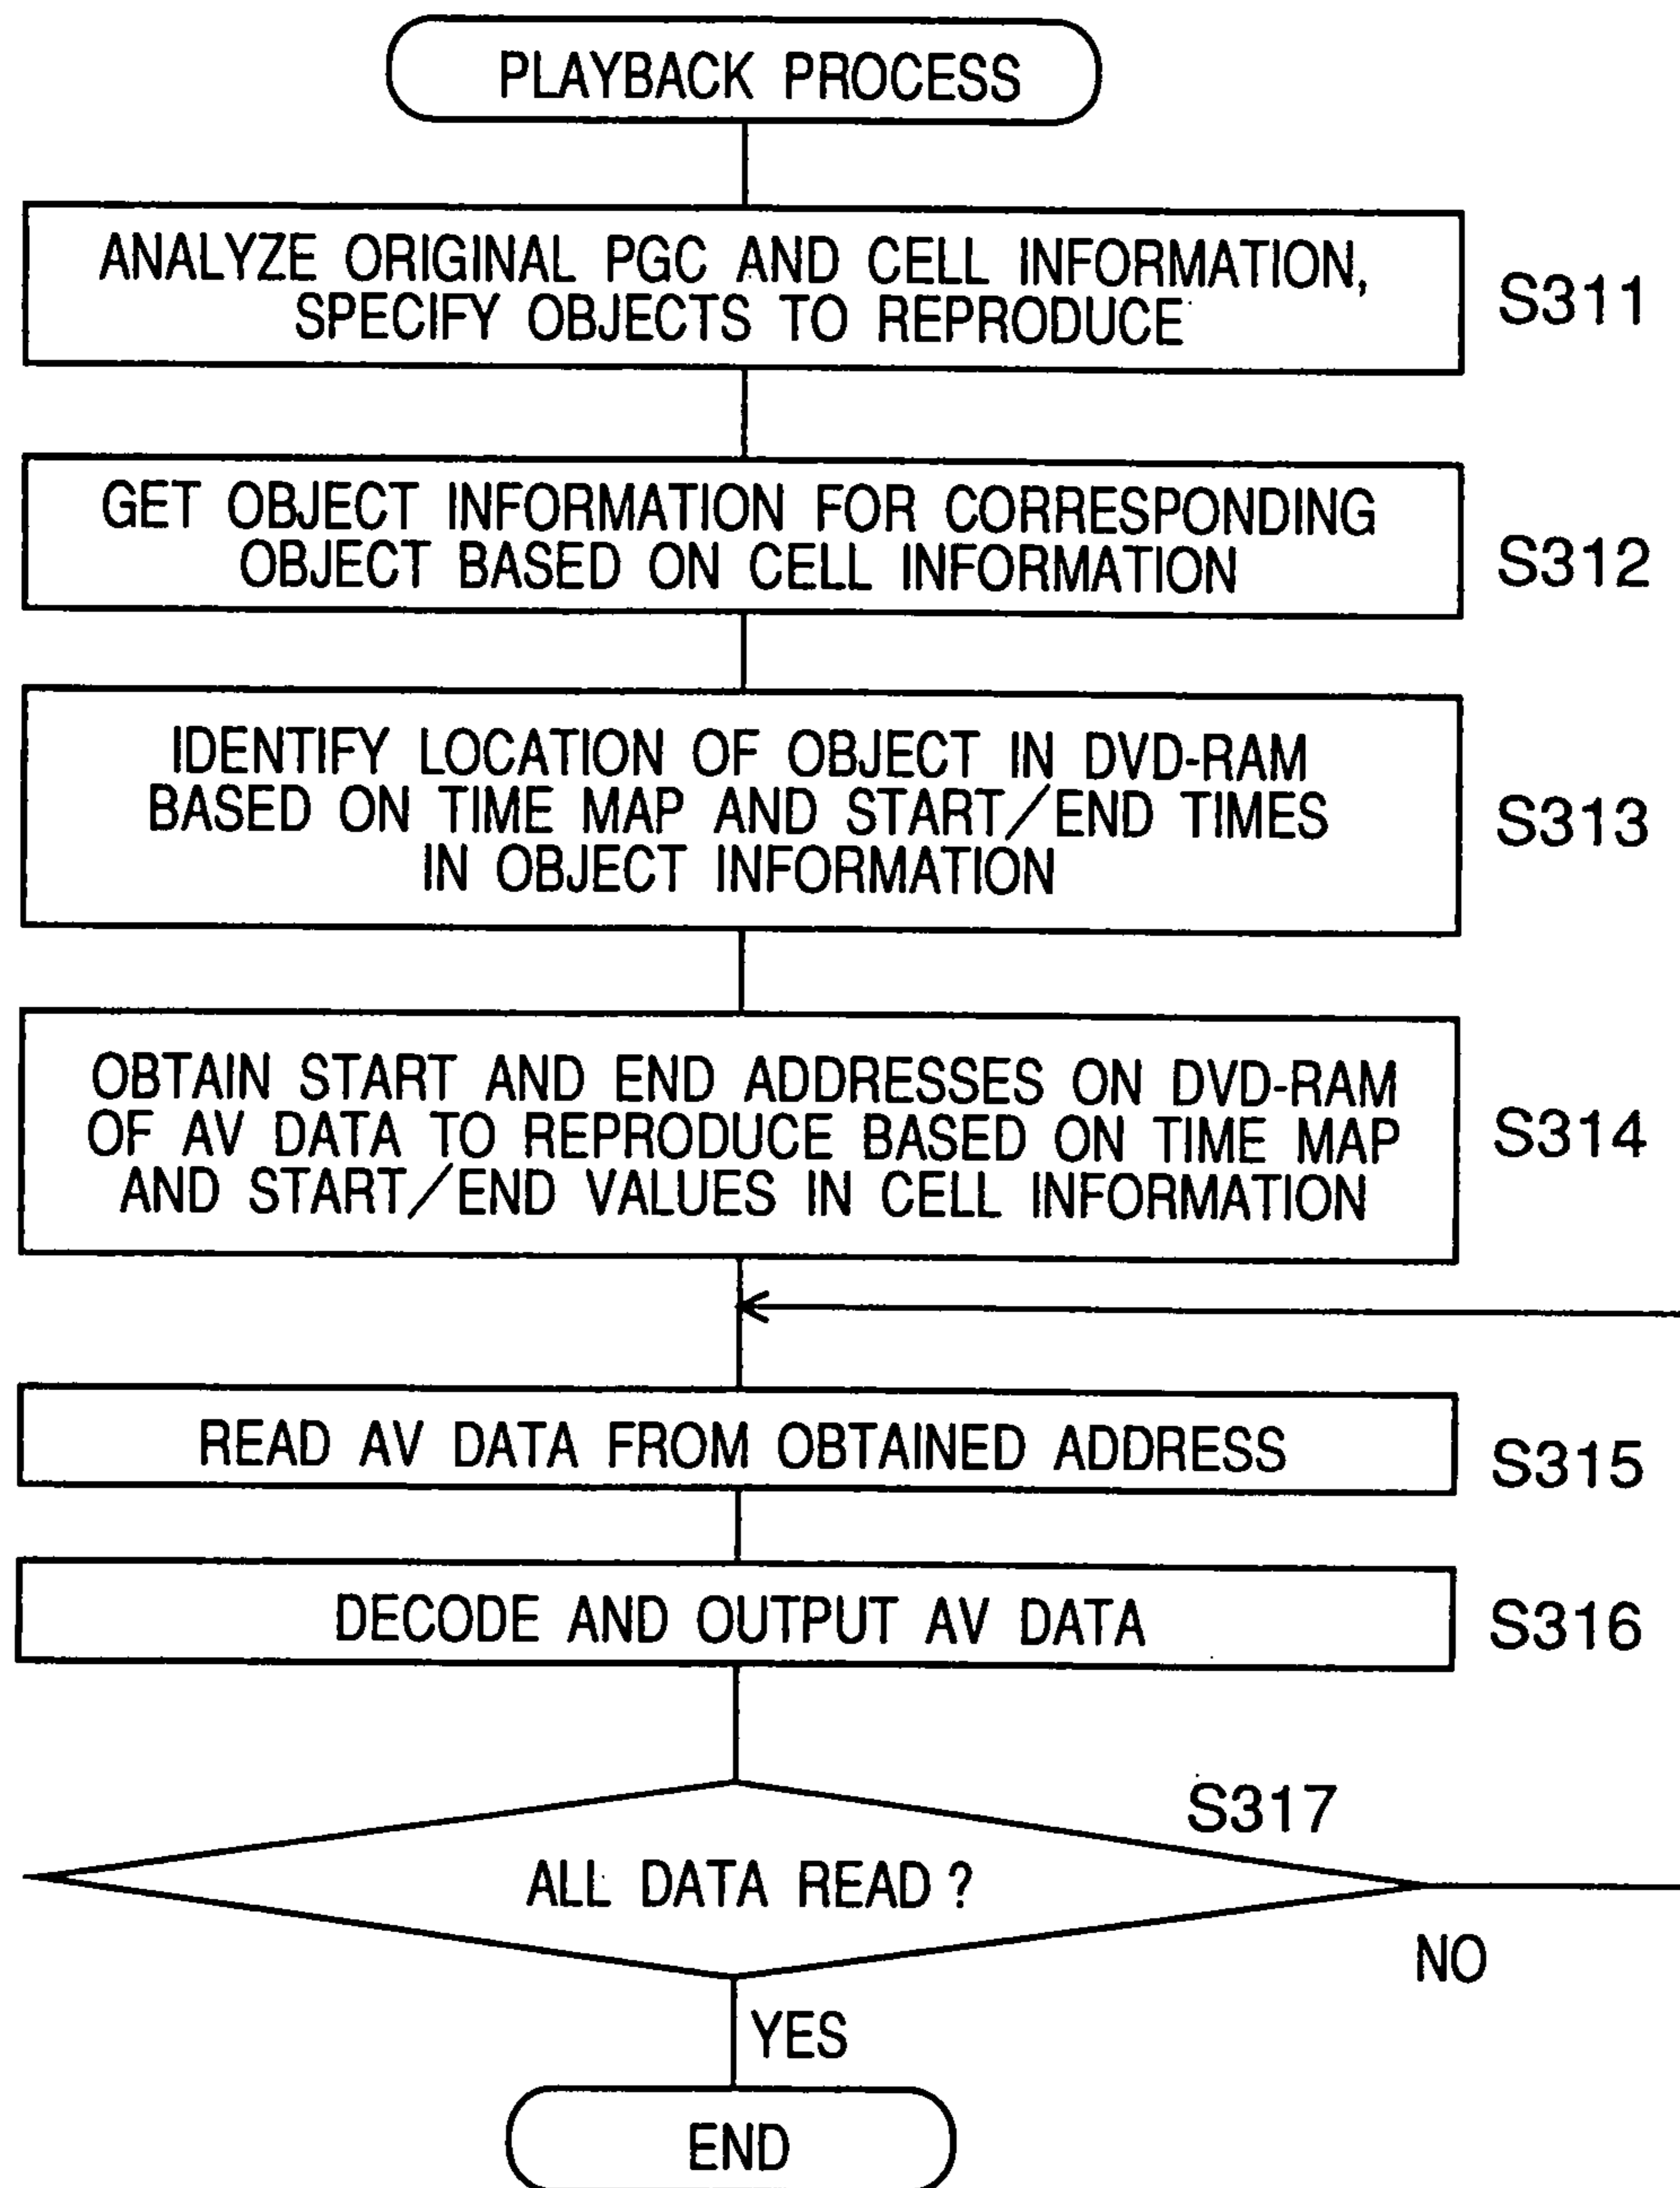 PLAYBACK PROCESS
ANALYZE ORIGINAL PGC AND CELL INFORMATION,
SPECIFY OBJECTS TO REPRODUCE
S311
GET OBJECT INFORMATION FOR CORRESPONDING
OBJECT BASED ON CELL INFORMATION
S312
IDENTIFY LOCATION OF OBJECT IN DVD-RAM
BASED ON TIME MAP AND START/END TIMES
IN OBJECT INFORMATION
S313
OBTAIN START AND END ADDRESSES ON DVD-RAM
OF AV DATA TO REPRODUCE BASED ON TIME MAP
AND START/END VALUES IN CELL INFORMATION
S314
READ AV DATA FROM OBTAINED ADDRESS
S315
DECODE AND OUTPUT AV DATA
S316
S317
ALL DATA READ ?
NO
YES
END